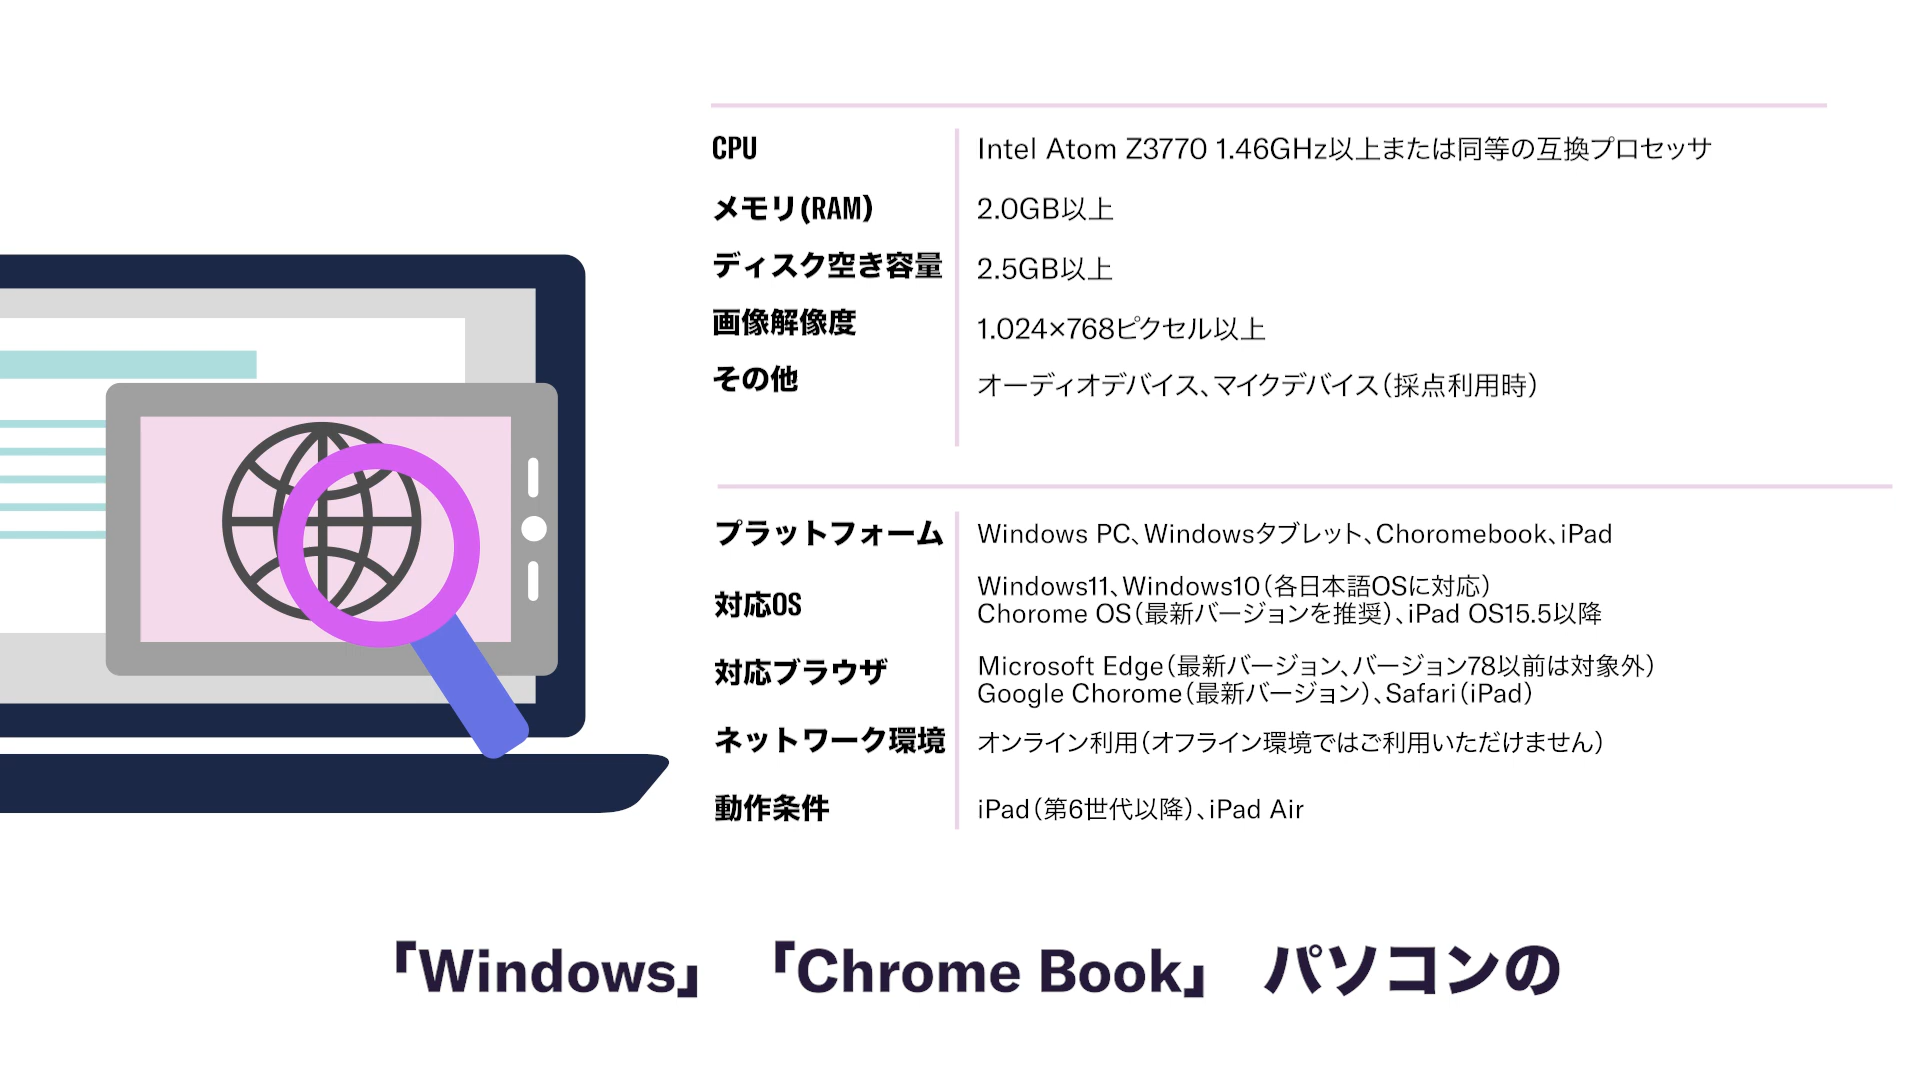 CPU Intel Atom Z3770 1.46GHz以上または同等の互換プロセッサ
メモリ(RAM) 2.0GB以上
ディスク空き容量 2.5GB以上
画像解像度 1.024×768ピクセル以上
その他 オーディオデバイス、マイクデバイス（採点利用時）
プラットフォーム Windows PC、Windowsタブレット、Choromebook、iPad
対応OS Windows11、Windows10（各日本語OSに対応）
Chorome OS（最新バージョンを推奨）、iPad OS15.5以降
対応ブラウザ Microsoft Edge（最新バージョン、バージョン78以前は対象外）
Google Chorome（最新バージョン）、Safari（iPad）
ネットワーク環境 オンライン利用（オフライン環境ではご利用いただけません）
動作条件 iPad（第6世代以降）、iPad Air
「Windows」 「Chrome Book」 パソコンの